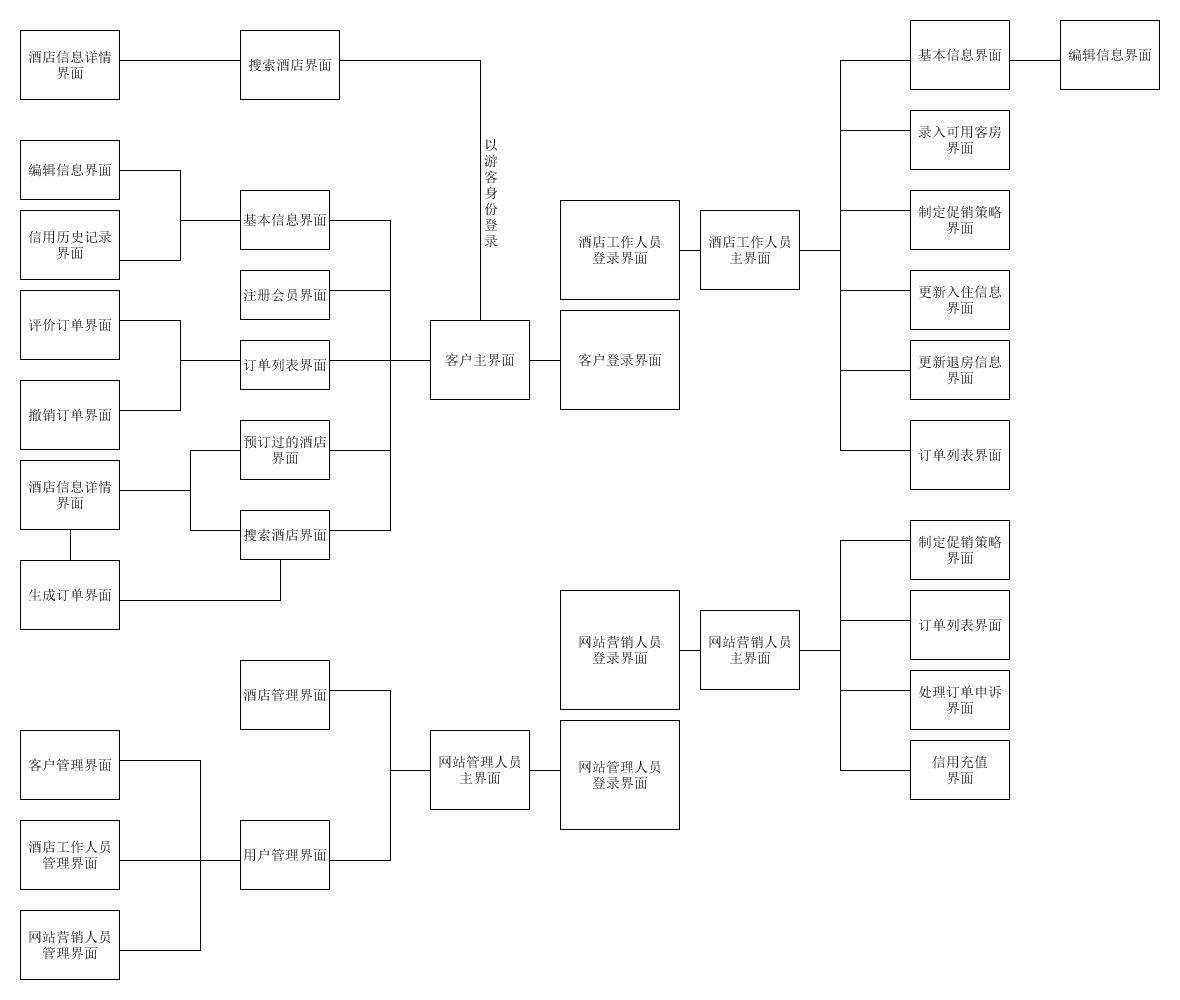 酒店信息详情
界面
搜索酒店界面
基本信息界面
编辑信息界面
录入可用客房
界面
以
游
客
身
份
登
录
编辑信息界面
信用历史记录
界面
基本信息界面
注册会员界面
评价订单界面
订单列表界面
撤销订单界面
预订过的酒店
界面
酒店信息详情
界面
搜索酒店界面
生成订单界面
客户主界面
酒店工作人员
登录界面
客户登录界面
酒店工作人员
主界面
制定促销策略
界面
更新入住信息
界面
更新退房信息
界面
订单列表界面
网站营销人员
登录界面
网站营销人员
主界面
制定促销策略
界面
订单列表界面
处理订单申诉
界面
信用充值
界面
酒店管理界面
网站管理人员
主界面
网站管理人员
登录界面
客户管理界面
酒店工作人员
管理界面
用户管理界面
网站营销人员
管理界面